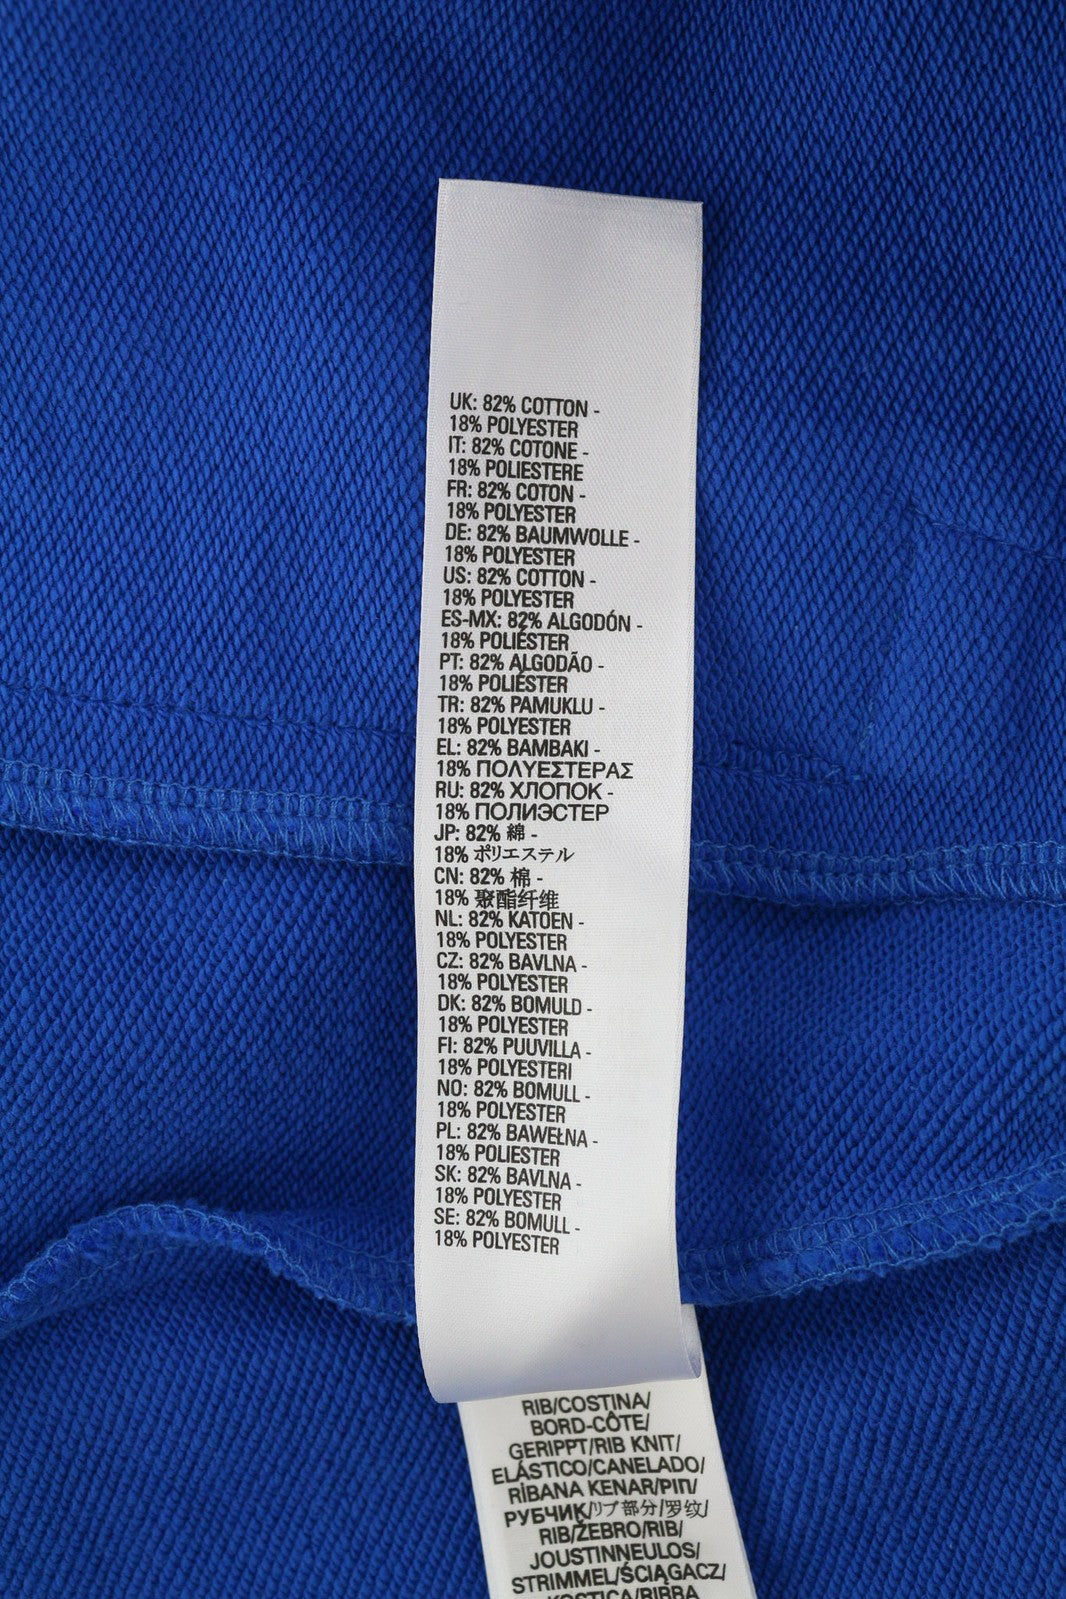 UK: 82% COTTON -
18% POLYESTER
IT: 82% COTONE -
18% POLIESTERE
FR: 82% COTON -
18% POLYESTER
DE: 82% BAUMWOLLE -
18% POLYESTER
US: 82% COTTON -
18% POLYESTER
ES-MX: 82% ALGODÓN -
18% POLIÉSTER
PT: 82% ALGODÃO -
18% POLIÉSTER
TR: 82% PAMUKLU -
18% POLYESTER
EL: 82% ΒΑΜΒΑΚΙ -
18% ΠΟΛΥΕΣΤΕΡΑΣ
RU: 82% ХЛОПОК -
18% ПОЛИЭСТЕР
JP: 82% 綿 -
18% ポリエステル
CN: 82% 棉 -
18% 聚酯纤维
NL: 82% KATOEN -
18% POLYESTER
CZ: 82% BAVLNA -
18% POLYESTER
DK: 82% BOMULD -
18% POLYESTER
FI: 82% PUUVILLA -
18% POLYESTERI
NO: 82% BOMULL -
18% POLYESTER
PL: 82% BAWEŁNA -
18% POLIESTER
SK: 82% BAVLNA -
18% POLYESTER
SE: 82% BOMULL -
18% POLYESTER
RIB/COSTINA/
BORD-CÔTE/
GERIPPT/RIB KNIT/
ELÁSTICO/CANELADO/
RİBANA KENAR/ΡΙΠ/
РУБЧИК/リブ部分/罗纹/
RIB/ŽEBRO/RIB/
JOUSTINNEULOS/
STRIMMEL/ŚCIĄGACZ/
KOSTICA/RIBBA